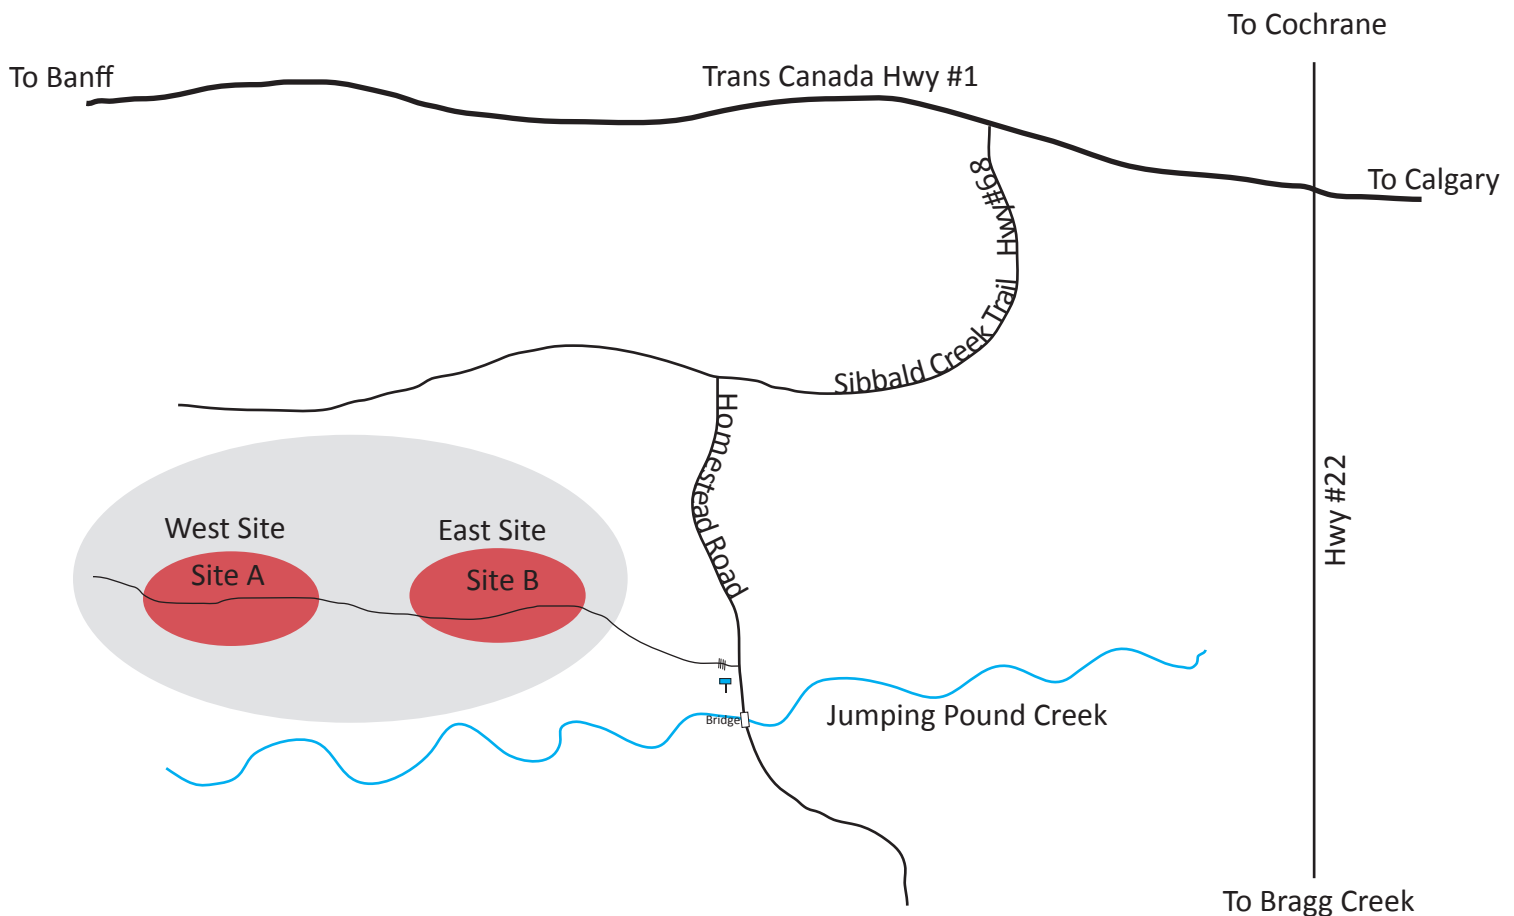 To Cochrane
To Banff
Trans Canada Hwy #1
To Calgary
Hwy #68
Sibbald Creek Trail
Homestead Road
Hwy #22
West Site
East Site
Site A
Site B
Bridge
Jumping Pound Creek
To Bragg Creek